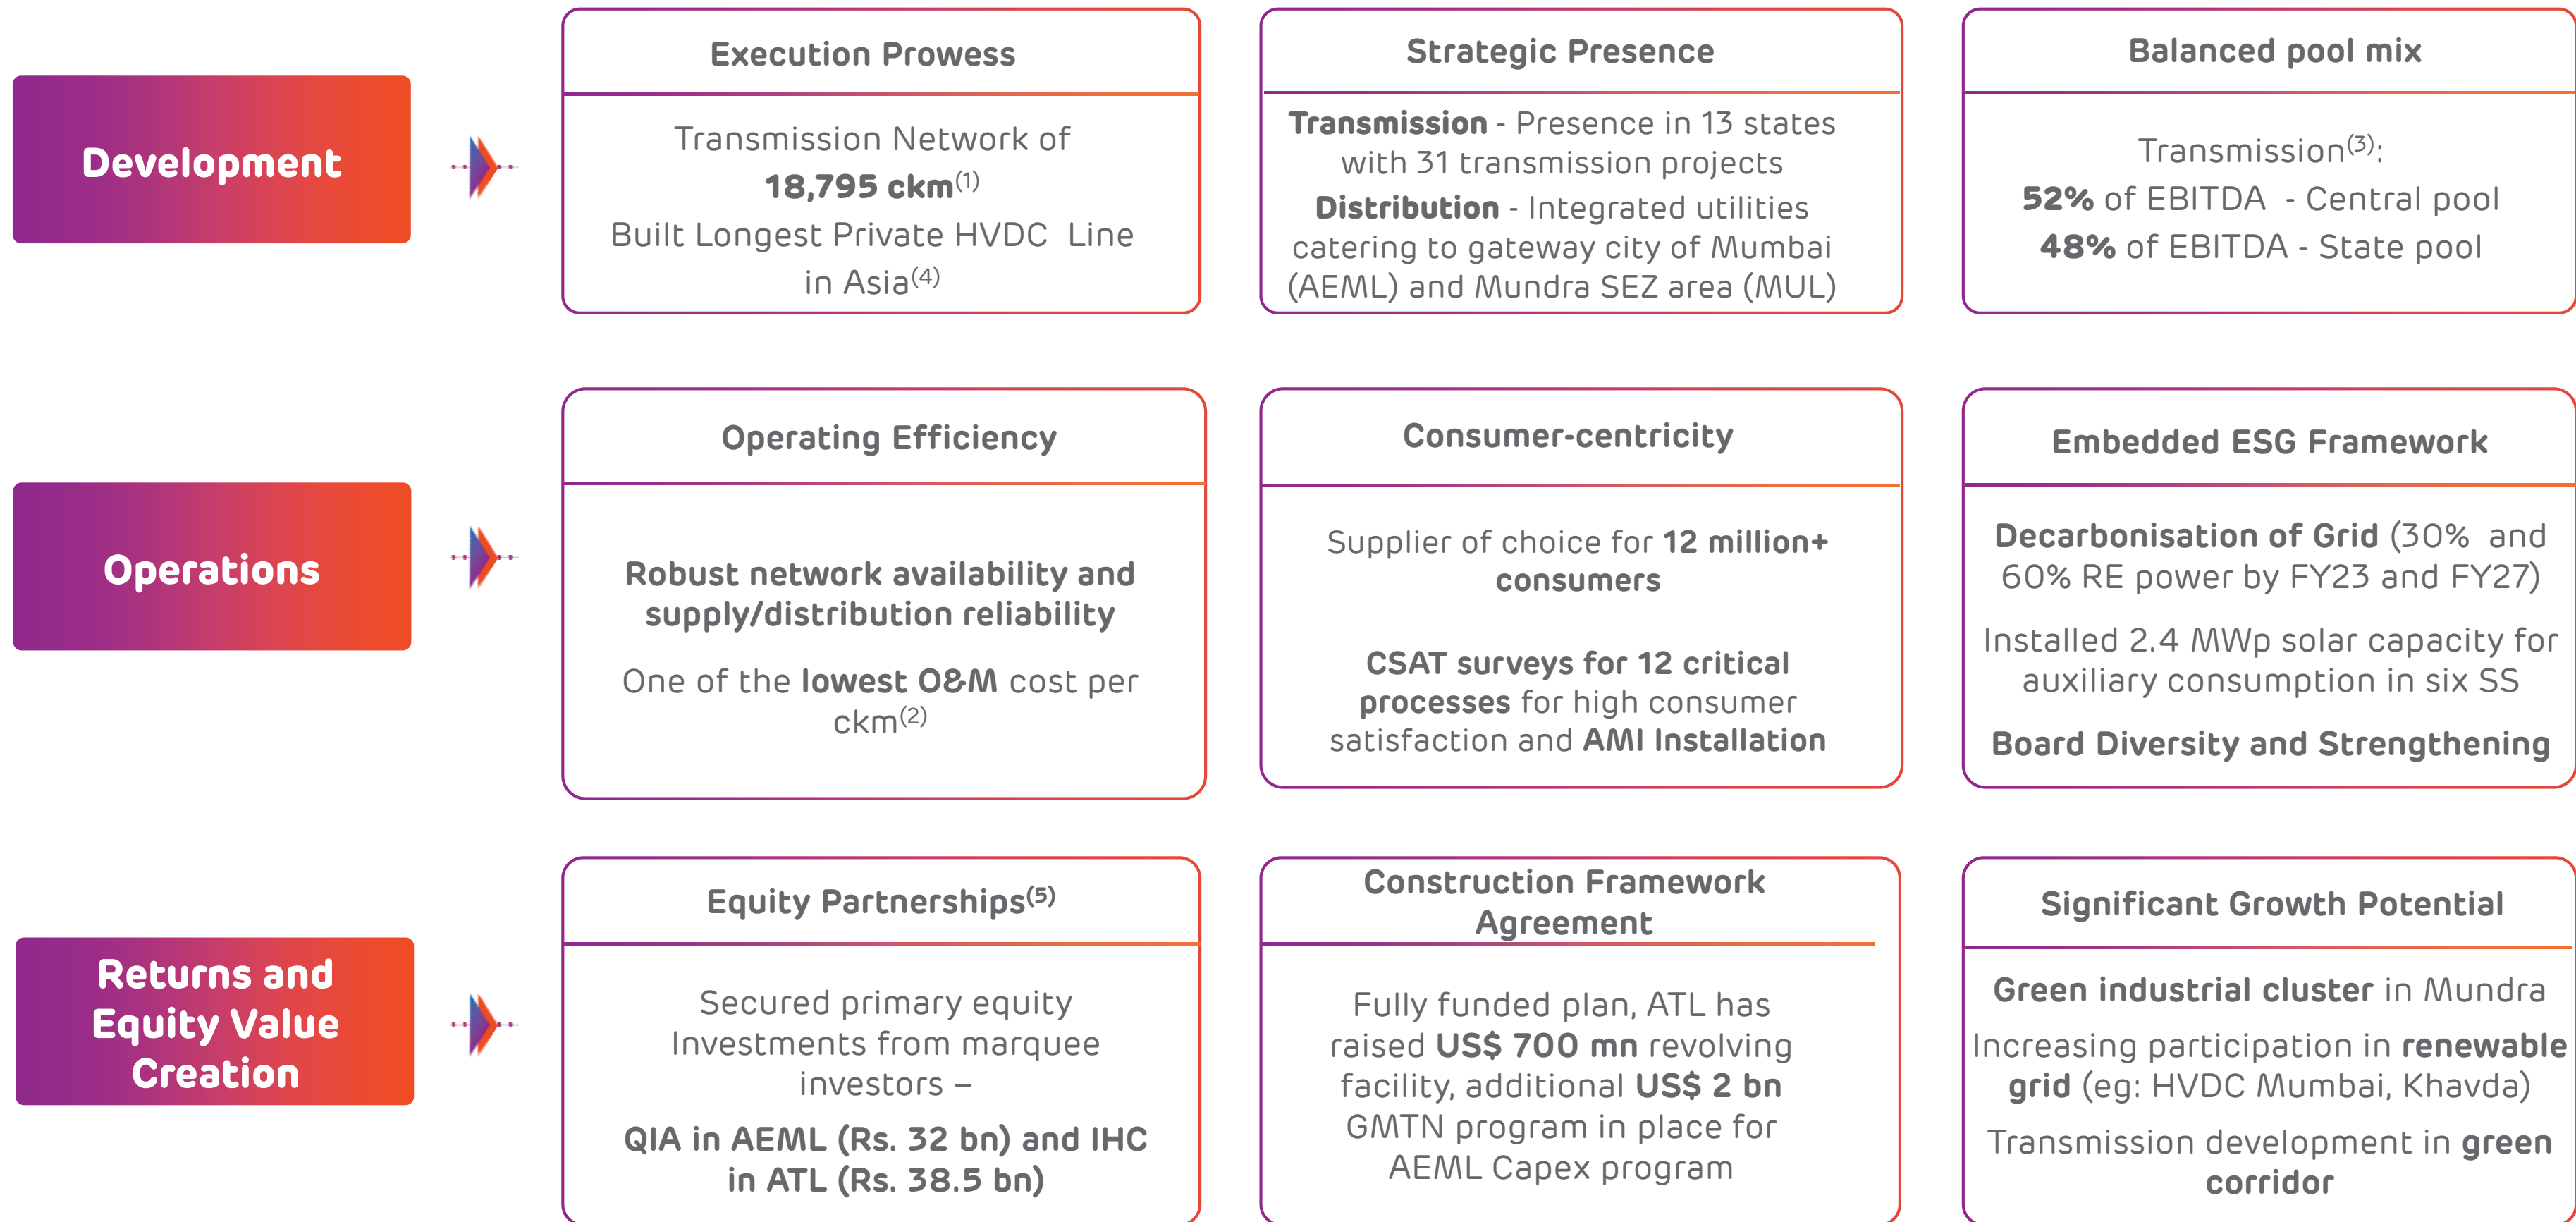 Development
Execution Prowess
Transmission Network of
18,795 ckm(1)
Built Longest Private HVDC Line
in Asia(4)
Strategic Presence
Transmission - Presence in 13 states
with 31 transmission projects
Distribution - Integrated utilities
catering to gateway city of Mumbai
(AEML) and Mundra SEZ area (MUL)
Balanced pool mix
Transmission(3):
52% of EBITDA - Central pool
48% of EBITDA - State pool
Operations
Operating Efficiency
Robust network availability and
supply/distribution reliability
One of the lowest O&M cost per
ckm(2)
Consumer-centricity
Supplier of choice for 12 million+
consumers
CSAT surveys for 12 critical
processes for high consumer
satisfaction and AMI Installation
Embedded ESG Framework
Decarbonisation of Grid (30% and
60% RE power by FY23 and FY27)
Installed 2.4 MWp solar capacity for
auxiliary consumption in six SS
Board Diversity and Strengthening
Returns and
Equity Value
Creation
Equity Partnerships(5)
Secured primary equity
Investments from marquee
investors –
QIA in AEML (Rs. 32 bn) and IHC
in ATL (Rs. 38.5 bn)
Construction Framework
Agreement
Fully funded plan, ATL has
raised US$ 700 mn revolving
facility, additional US$ 2 bn
GMTN program in place for
AEML Capex program
Significant Growth Potential
Green industrial cluster in Mundra
Increasing participation in renewable
grid (eg: HVDC Mumbai, Khavda)
Transmission development in green
corridor